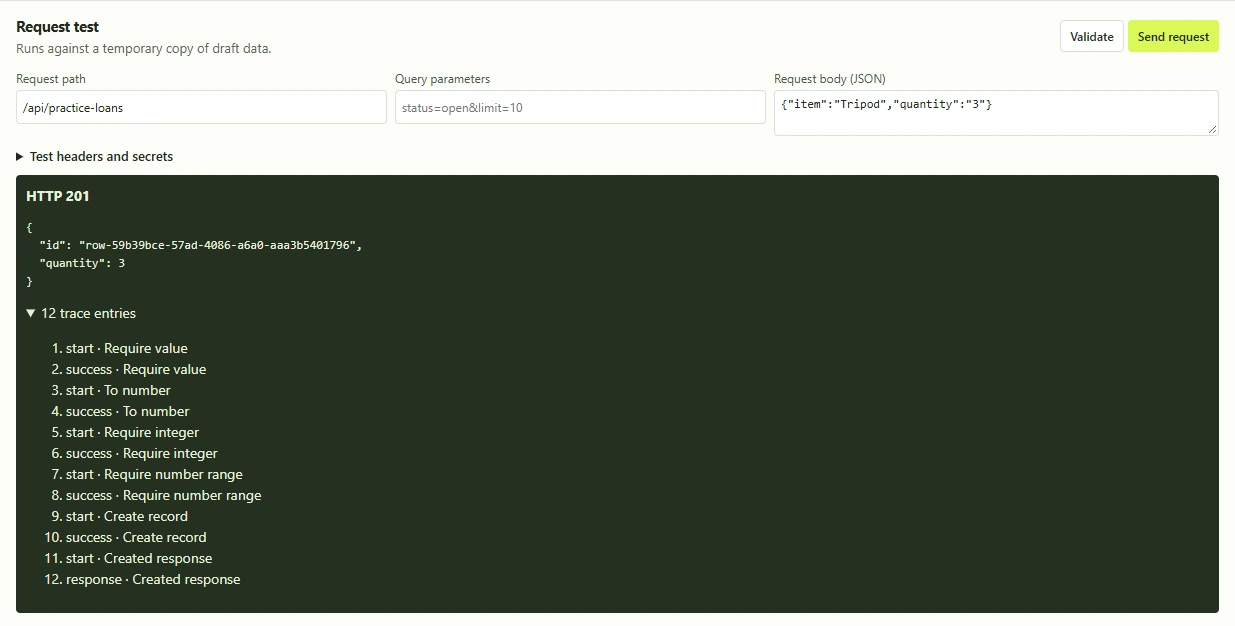 Request test
Runs against a temporary copy of draft data.
Validate
Send request
Request path
Query parameters
Request body (JSON)
/api/practice-loans
status=open&limit=10
{"item":"Tripod","quantity":"3"}
Test headers and secrets
HTTP 201
{
  "id": "row-59b39bce-57ad-4086-a6a0-aaa3b5401796",
  "quantity": 3
}
12 trace entries
1. start · Require value
2. success · Require value
3. start · To number
4. success · To number
5. start · Require integer
6. success · Require integer
7. start · Require number range
8. success · Require number range
9. start · Create record
10. success · Create record
11. start · Created response
12. response · Created response